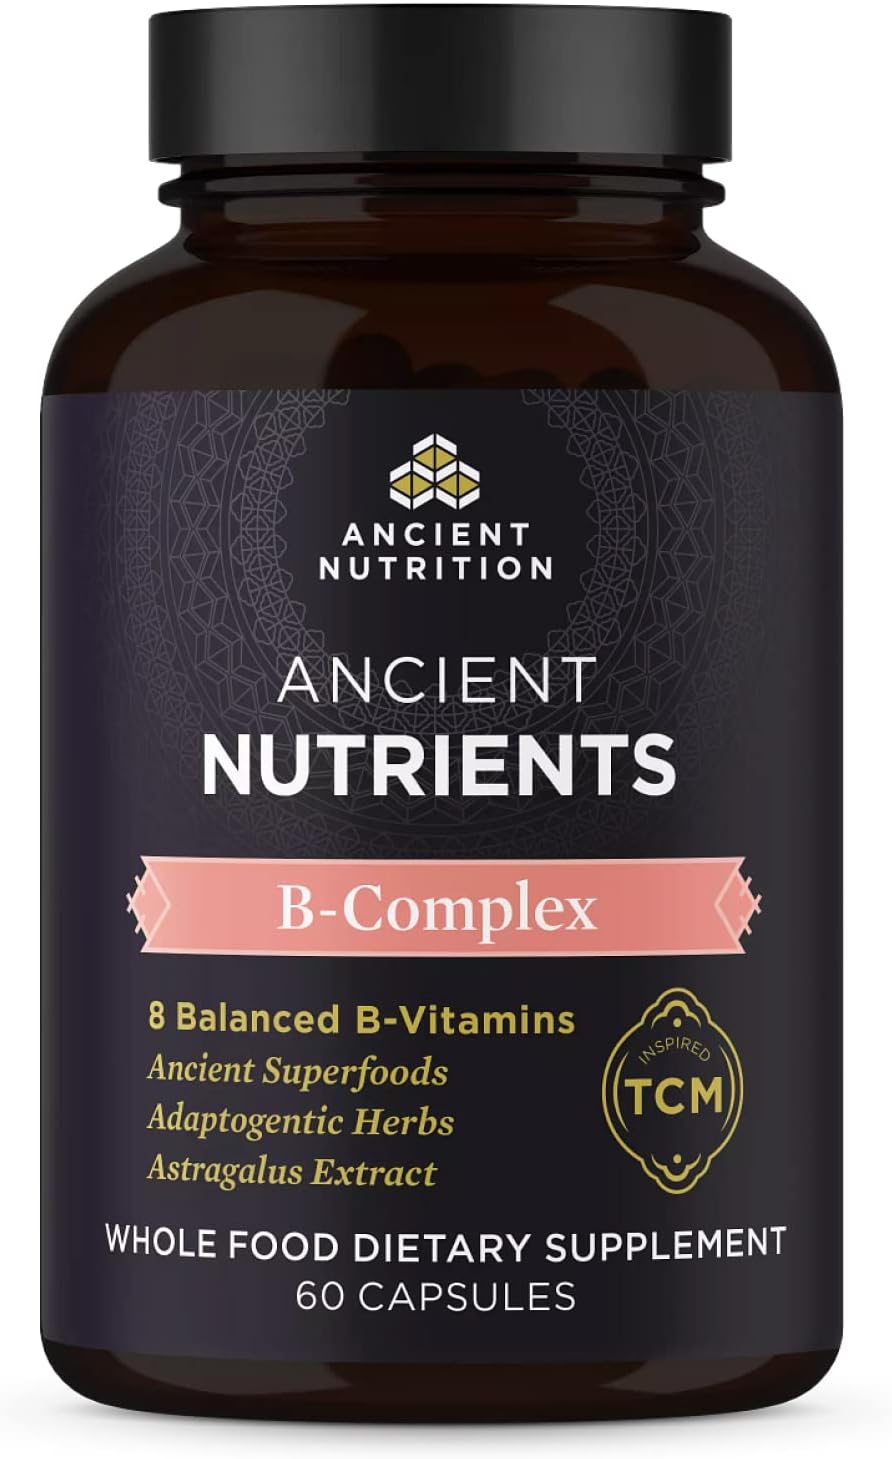 ANCIENT
NUTRITION
ANCIENT
NUTRIENTS
B-Complex
8 Balanced B-Vitamins
Ancient Superfoods
Adaptogentic Herbs
Astragalus Extract
INSPIRED
TCM
WHOLE FOOD DIETARY SUPPLEMENT
60 CAPSULES